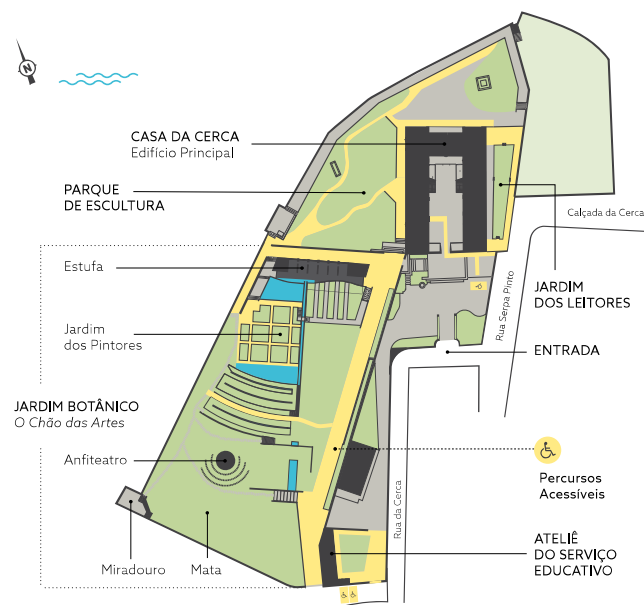 N
CASA DA CERCA
Edifício Principal
PARQUE
DE ESCULTURA
Calçada da Cerca
Estufa
JARDIM
DOS LEITORES
Rua Serpa Pinto
Jardim
dos Pintores
ENTRADA
JARDIM BOTÂNICO
O Chão das Artes
Anfiteatro
Percursos
Acessíveis
Rua da Cerca
ATELIÊ
DO SERVIÇO
EDUCATIVO
Miradouro
Mata